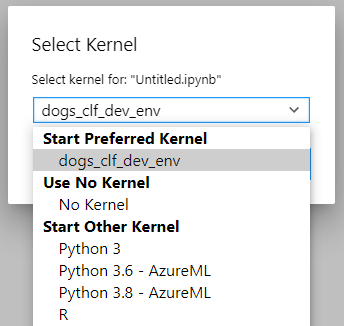 Select Kernel
Select kernel for: "Untitled.ipynb"
dogs_clf_dev_env
Start Preferred Kernel
dogs_clf_dev_env
Use No Kernel
No Kernel
Start Other Kernel
Python 3
Python 3.6 - AzureML
Python 3.8 - AzureML
R